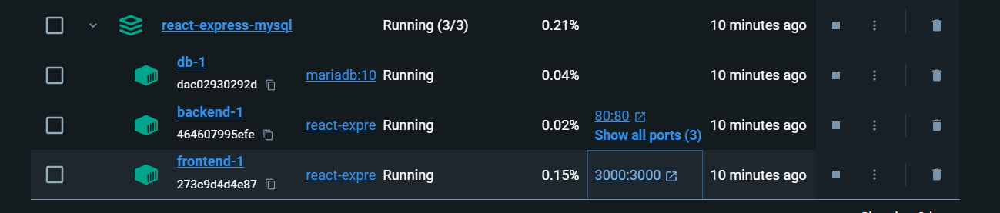 react-express-mysql Running (3/3) 0.21% 10 minutes ago
db-1
dac02930292d mariadb:10 Running 0.04% 10 minutes ago
backend-1
464607995efe react-expre Running 0.02% 80:80 10 minutes ago
Show all ports (3)
frontend-1
273c9d4d4e87 react-expre Running 0.15% 3000:3000 10 minutes ago